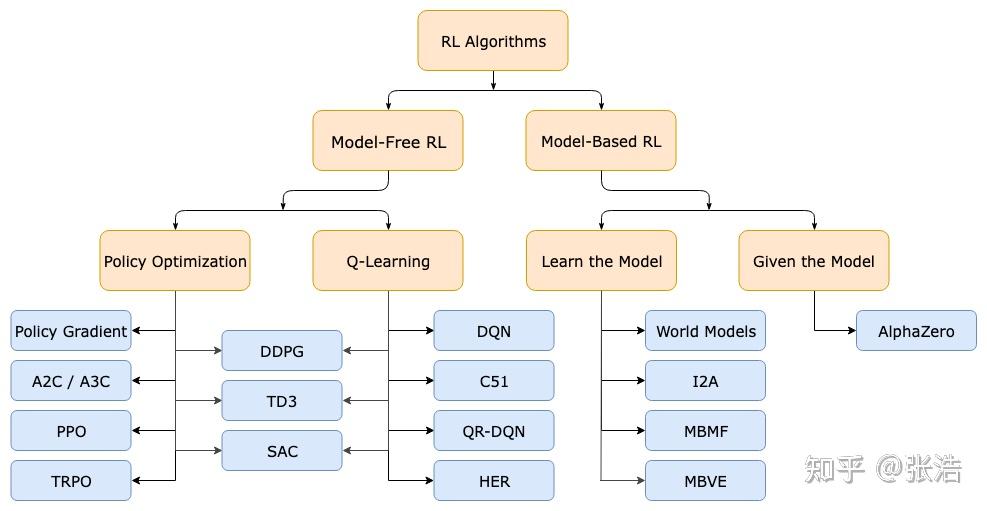 RL Algorithms
Model-Free RL
Model-Based RL
Policy Optimization
Q-Learning
Learn the Model
Given the Model
Policy Gradient
DDPG
DQN
World Models
AlphaZero
A2C / A3C
TD3
C51
I2A
PPO
SAC
QR-DQN
MBMF
TRPO
HER
MBVE
知乎 @张浩